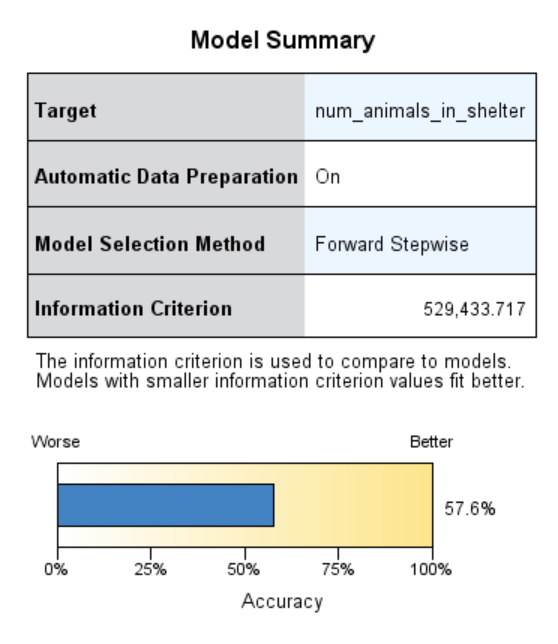 Model Summary
Target num_animals_in_shelter
Automatic Data Preparation On
Model Selection Method Forward Stepwise
Information Criterion 529,433.717
The information criterion is used to compare to models.
Models with smaller information criterion values fit better.
Worse Better
57.6%
0% 25% 50% 75% 100%
Accuracy